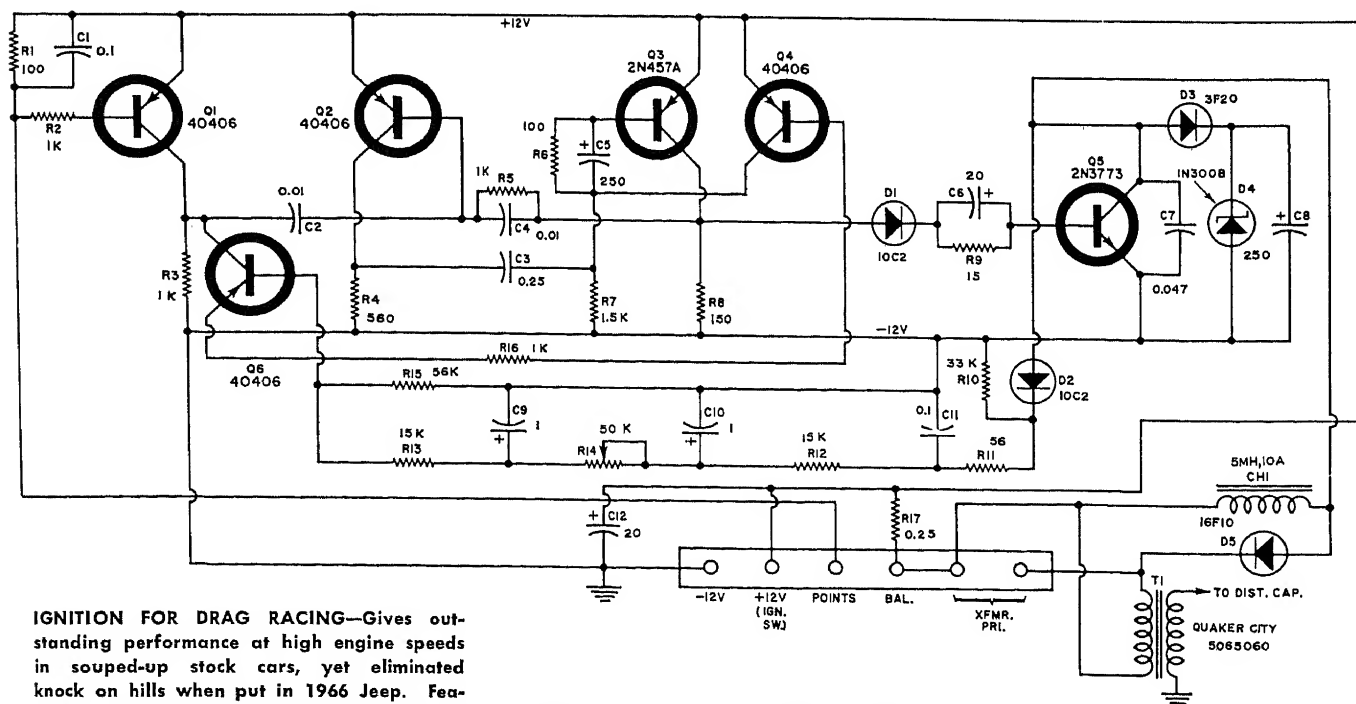 +12V
R1
100
C1
0.1
R2
1K
Q1
40406
Q2
40406
Q3
2N457A
Q4
40406
100
R6
C5
+
250
1K
R5
0.01
C2
C4
0.01
C3
0.25
R3
1K
R4
560
R7
1.5K
R8
150
D1
10C2
20
C6
+
R9
15
Q5
2N3773
D3
3F20
1N3008
D4
250
C7
0.047
+
C8
-12V
Q6
40406
R16
1K
R15
56K
C9
1
+
C10
1
+
0.1
C11
33 K
R10
D2
10C2
15 K
R13
50 K
R14
15 K
R12
56
R11
+
C12
20
R17
0.25
5MH,10A
CH1
16F10
D5
-12V
+12V
(IGN.
SW.)
POINTS
BAL.
XFMR.
PRI.
T1
TO DIST. CAP.
QUAKER CITY
5065060
IGNITION FOR DRAG RACING—Gives out-
standing performance at high engine speeds
in souped-up stock cars, yet eliminated
knock on hills when put in 1966 Jeep. Fea-